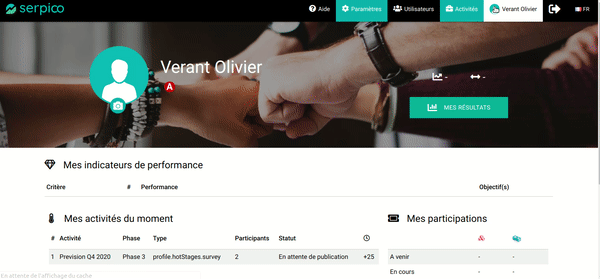 serpico Aide Paramètres Utilisateurs Activités Verant Olivier FR
Verant Olivier
A
- -
MES RÉSULTATS
Mes indicateurs de performance
Critère # Performance Objectif(s)
Mes activités du moment
Mes participations
# Activité Phase Type Participants Statut
1 Prevision Q4 2020 Phase 3 profile.hotStages.survey 2 En attente de publication +25
A venir - -
En cours - -
En attente de l'affichage du cache